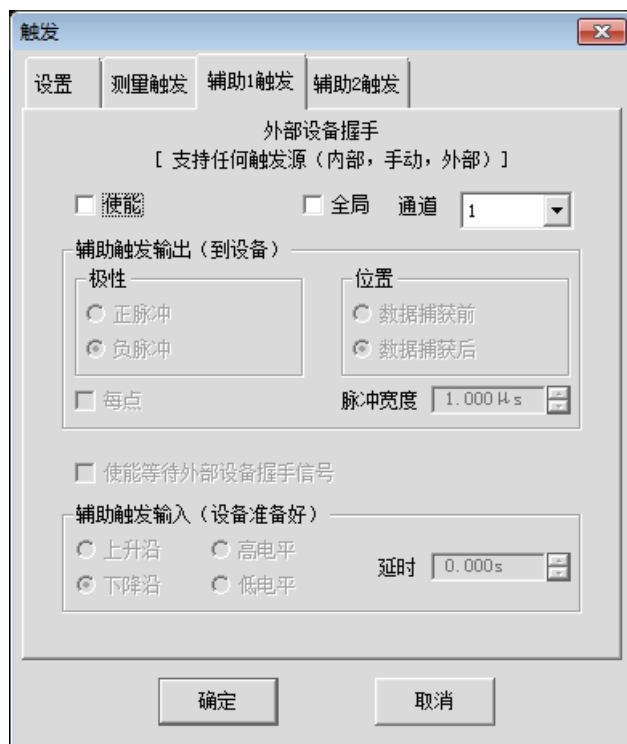 触发
设置 测量触发 辅助1触发 辅助2触发
外部设备握手
[ 支持任何触发源（内部，手动，外部）]
使能 全局 通道 1
辅助触发输出（到设备）
极性 位置
正脉冲 数据捕获前
负脉冲 数据捕获后
每点 脉冲宽度 1.000μs
使能等待外部设备握手信号
辅助触发输入（设备准备好）
上升沿 高电平
延时 0.000s
下降沿 低电平
确定 取消